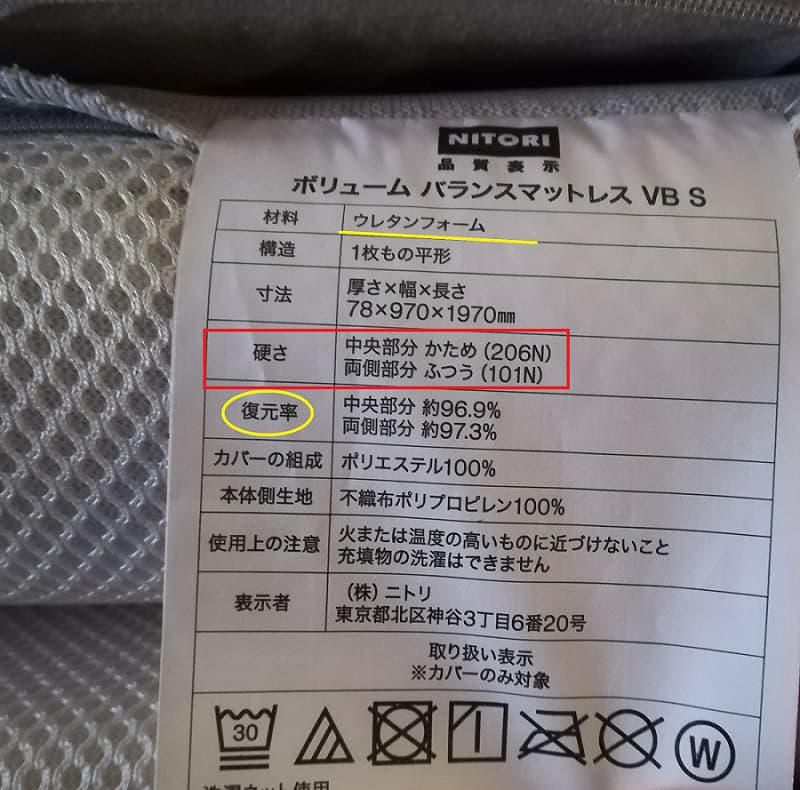 NITORI
品質表示
ボリューム バランスマットレス VB S
材料 ウレタンフォーム
構造 1枚もの平形
寸法 厚さ×幅×長さ
78×970×1970㎜
硬さ 中央部分 かため(206N)
両側部分 ふつう(101N)
復元率 中央部分 約96.9%
両側部分 約97.3%
カバーの組成 ポリエステル100%
本体側生地 不織布ポリプロピレン100%
使用上の注意 火または温度の高いものに近づけないこと
充填物の洗濯はできません
表示者 (株)ニトリ
東京都北区神谷3丁目6番20号
取り扱い表示
※カバーのみ対象
30 W
洗濯ネット使用